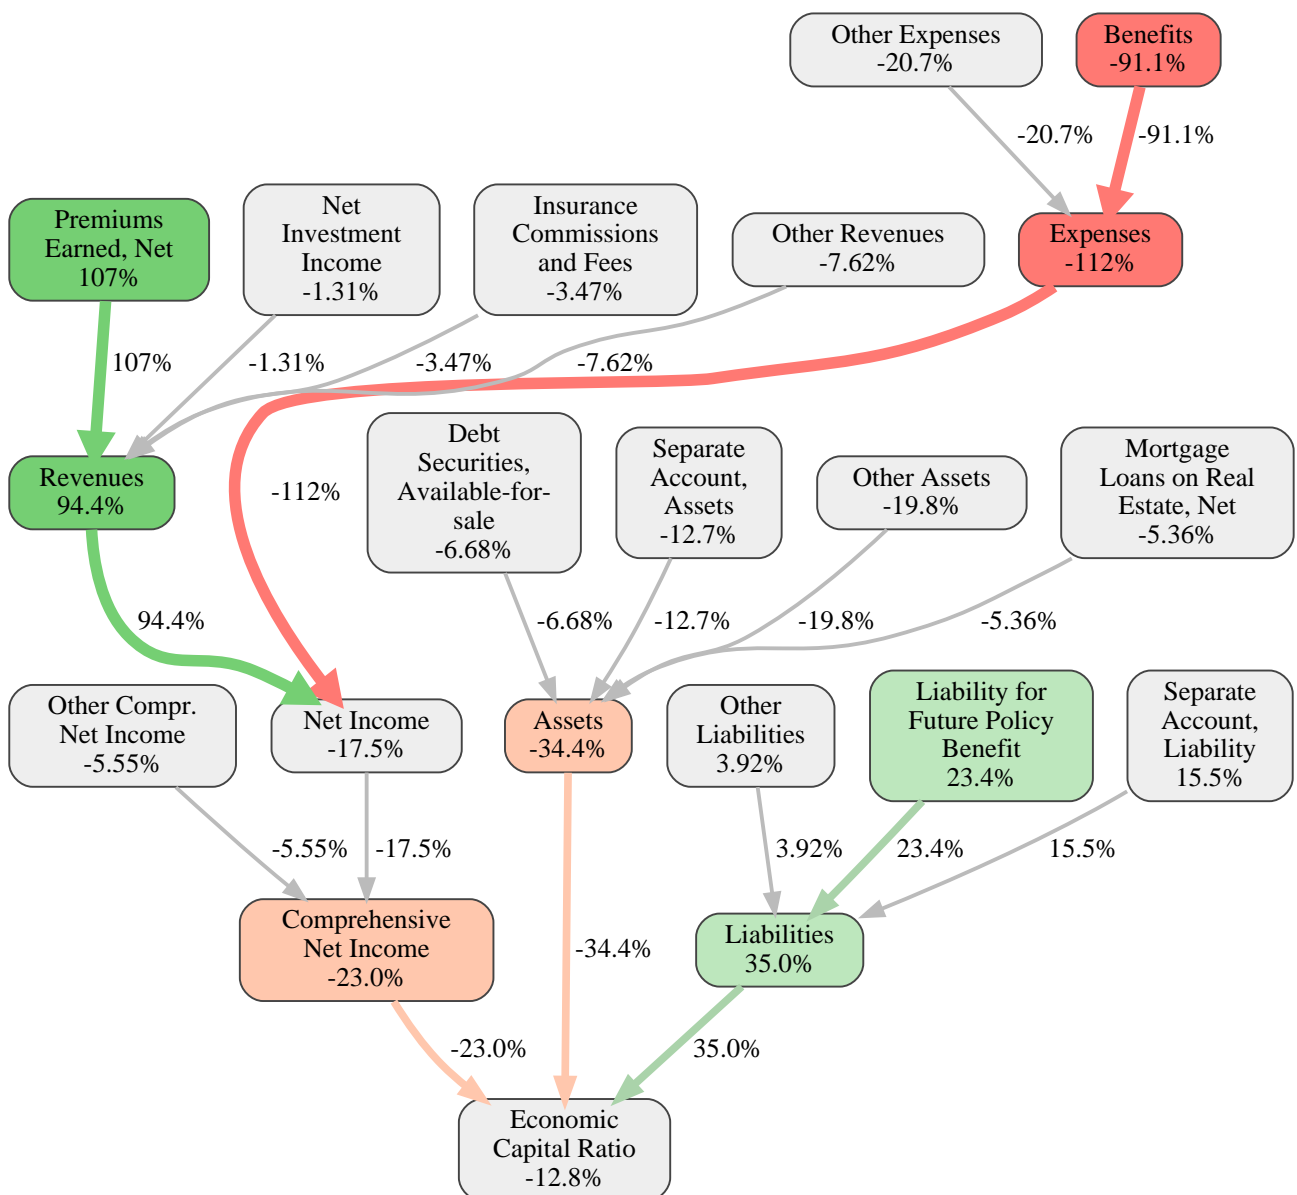 Other Expenses
-20.7%
Benefits
-91.1%
-20.7%
-91.1%
Premiums
Earned, Net
107%
Net
Investment
Income
-1.31%
Insurance
Commissions
and Fees
-3.47%
Other Revenues
-7.62%
Expenses
-112%
107%
-1.31%
-3.47%
-7.62%
Revenues
94.4%
-112%
Debt
Securities,
Available-for-
sale
-6.68%
Separate
Account,
Assets
-12.7%
Other Assets
-19.8%
Mortgage
Loans on Real
Estate, Net
-5.36%
94.4%
-6.68%
-12.7%
-19.8%
-5.36%
Other Compr.
Net Income
-5.55%
Net Income
-17.5%
Assets
-34.4%
Other
Liabilities
3.92%
Liability for
Future Policy
Benefit
23.4%
Separate
Account,
Liability
15.5%
-5.55%
-17.5%
3.92%
23.4%
15.5%
Comprehensive
Net Income
-23.0%
-34.4%
Liabilities
35.0%
-23.0%
35.0%
Economic
Capital Ratio
-12.8%